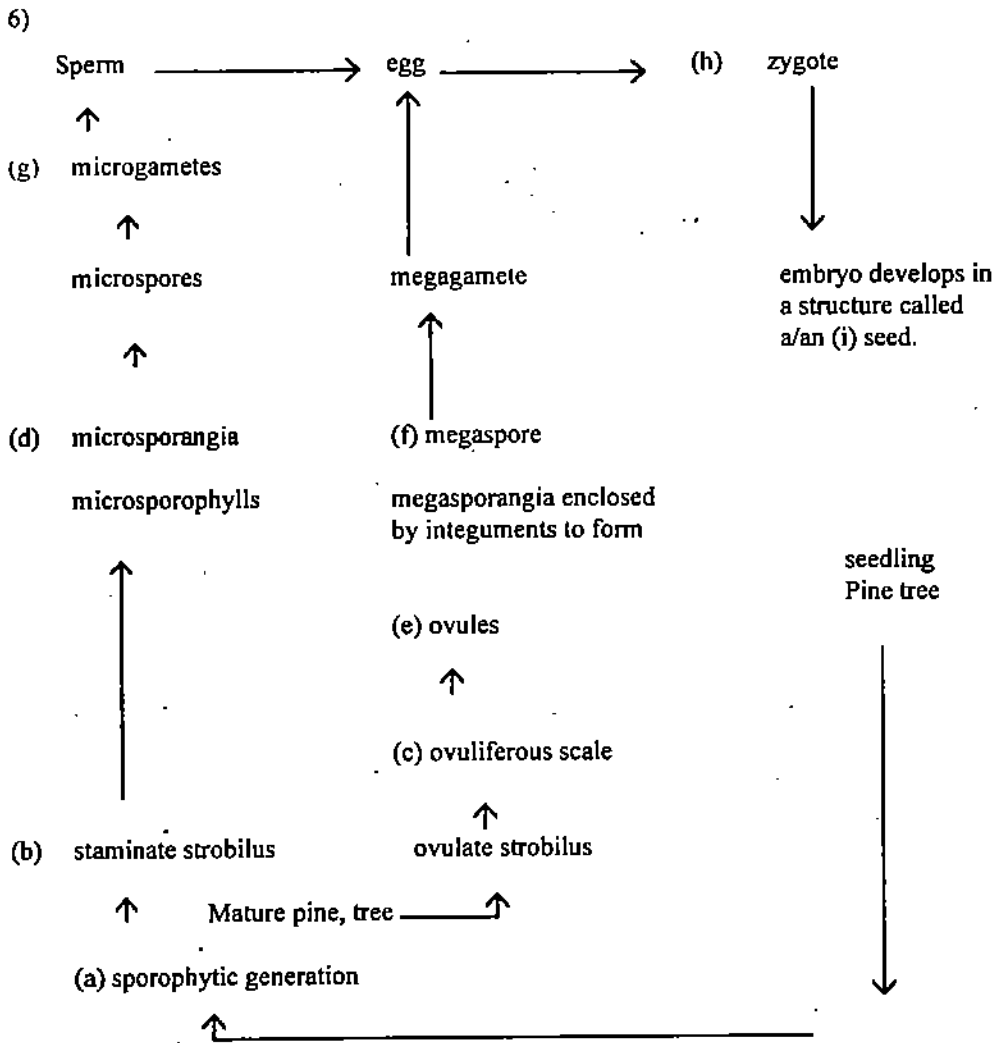 6)
Sperm egg (h) zygote
(g) microgametes
microspores megagamete embryo develops in
a structure called
a/an (i) seed.
(d) microsporangia (f) megaspore
microsporophylls megasporangia enclosed
by integuments to form
seedling
Pine tree
(e) ovules
(c) ovuliferous scale
(b) staminate strobilus ovulate strobilus
Mature pine, tree
(a) sporophytic generation